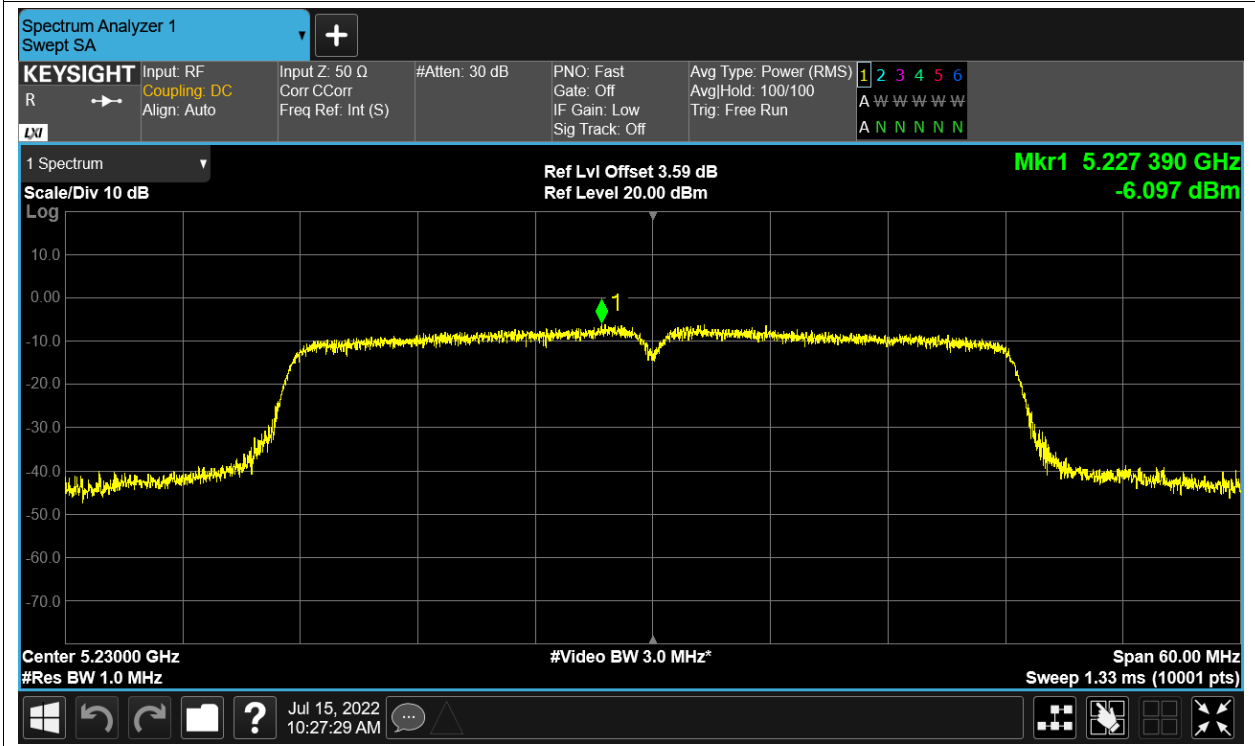 Spectrum Analyzer 1
Swept SA
+
KEYSIGHT
R
LXI
Input: RF
Coupling: DC
Align: Auto
Input Z: 50 Ω
Corr CCorr
Freq Ref: Int (S)
#Atten: 30 dB
PNO: Fast
Gate: Off
IF Gain: Low
Sig Track: Off
Avg Type: Power (RMS)
Avg|Hold: 100/100
Trig: Free Run
1 2 3 4 5 6
A W W W W W
A N N N N N
1 Spectrum
Scale/Div 10 dB
Log
Ref Lvl Offset 3.59 dB
Ref Level 20.00 dBm
Mkr1 5.227 390 GHz
-6.097 dBm
10.0
0.00
1
-10.0
-20.0
-30.0
-40.0
-50.0
-60.0
-70.0
Center 5.23000 GHz
#Res BW 1.0 MHz
#Video BW 3.0 MHz*
Span 60.00 MHz
Sweep 1.33 ms (10001 pts)
?
Jul 15, 2022
10:27:29 AM